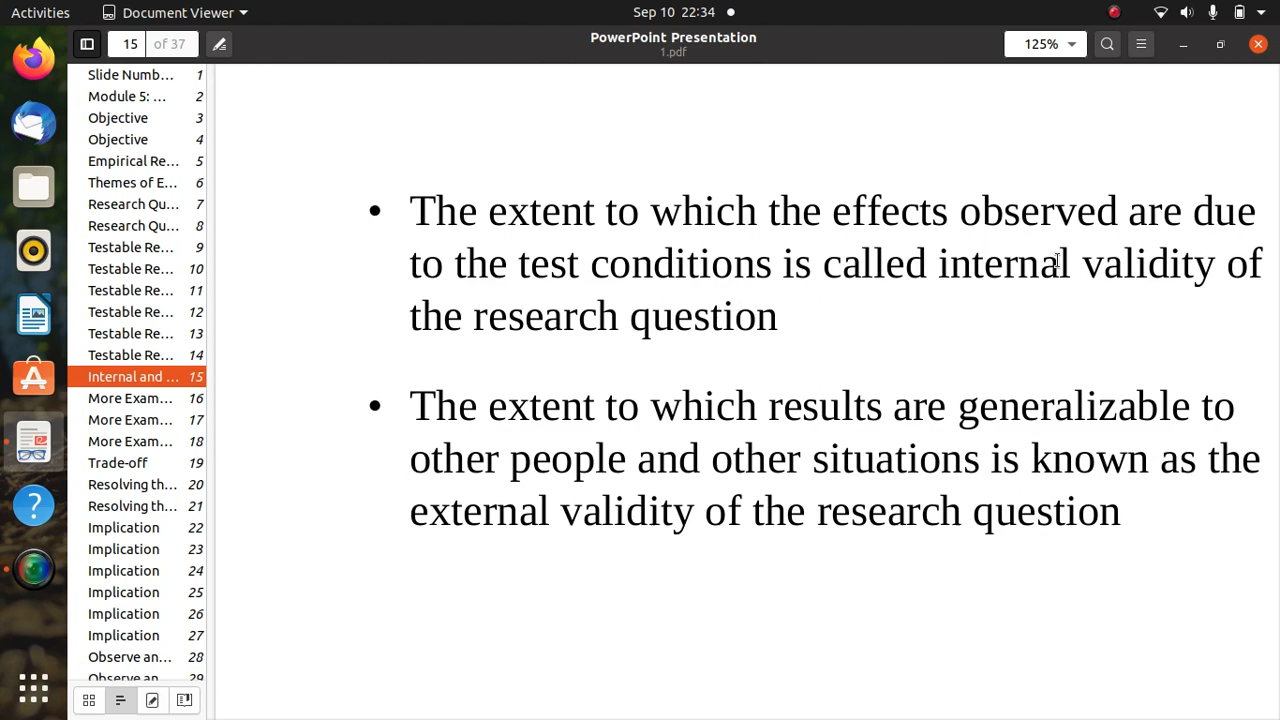 Activities
Document Viewer
Sep 10 22:34
15 of 37
PowerPoint Presentation
1.pdf
125%
Slide Numb... 1
Module 5: ... 2
Objective 3
Objective 4
Empirical Re... 5
Themes of E... 6
Research Qu... 7
Research Qu... 8
Testable Re... 9
Testable Re... 10
Testable Re... 11
Testable Re... 12
Testable Re... 13
Testable Re... 14
Internal and ... 15
More Exam... 16
More Exam... 17
More Exam... 18
Trade-off 19
Resolving th... 20
Resolving th... 21
Implication 22
Implication 23
Implication 24
Implication 25
Implication 26
Implication 27
Observe an... 28
Observe an... 29
• The extent to which the effects observed are due
to the test conditions is called internal validity of
the research question
• The extent to which results are generalizable to
other people and other situations is known as the
external validity of the research question